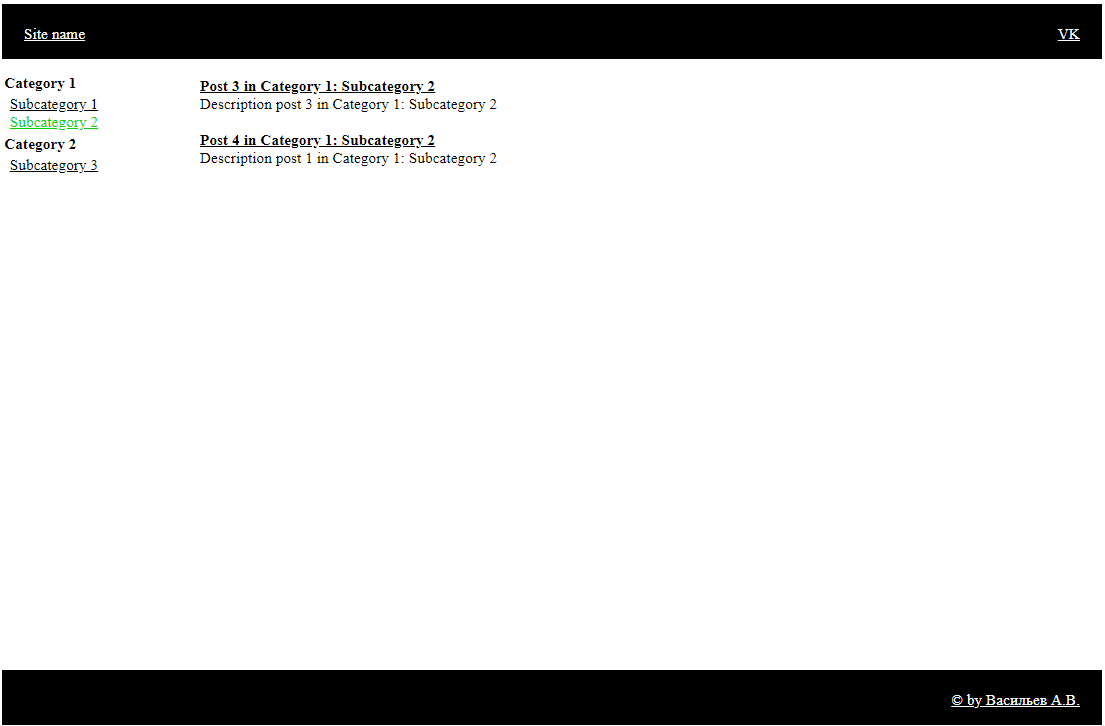 Site name
VK
Category 1
Subcategory 1
Subcategory 2
Category 2
Subcategory 3
Post 3 in Category 1: Subcategory 2
Description post 3 in Category 1: Subcategory 2
Post 4 in Category 1: Subcategory 2
Description post 1 in Category 1: Subcategory 2
© by Васильев А.В.